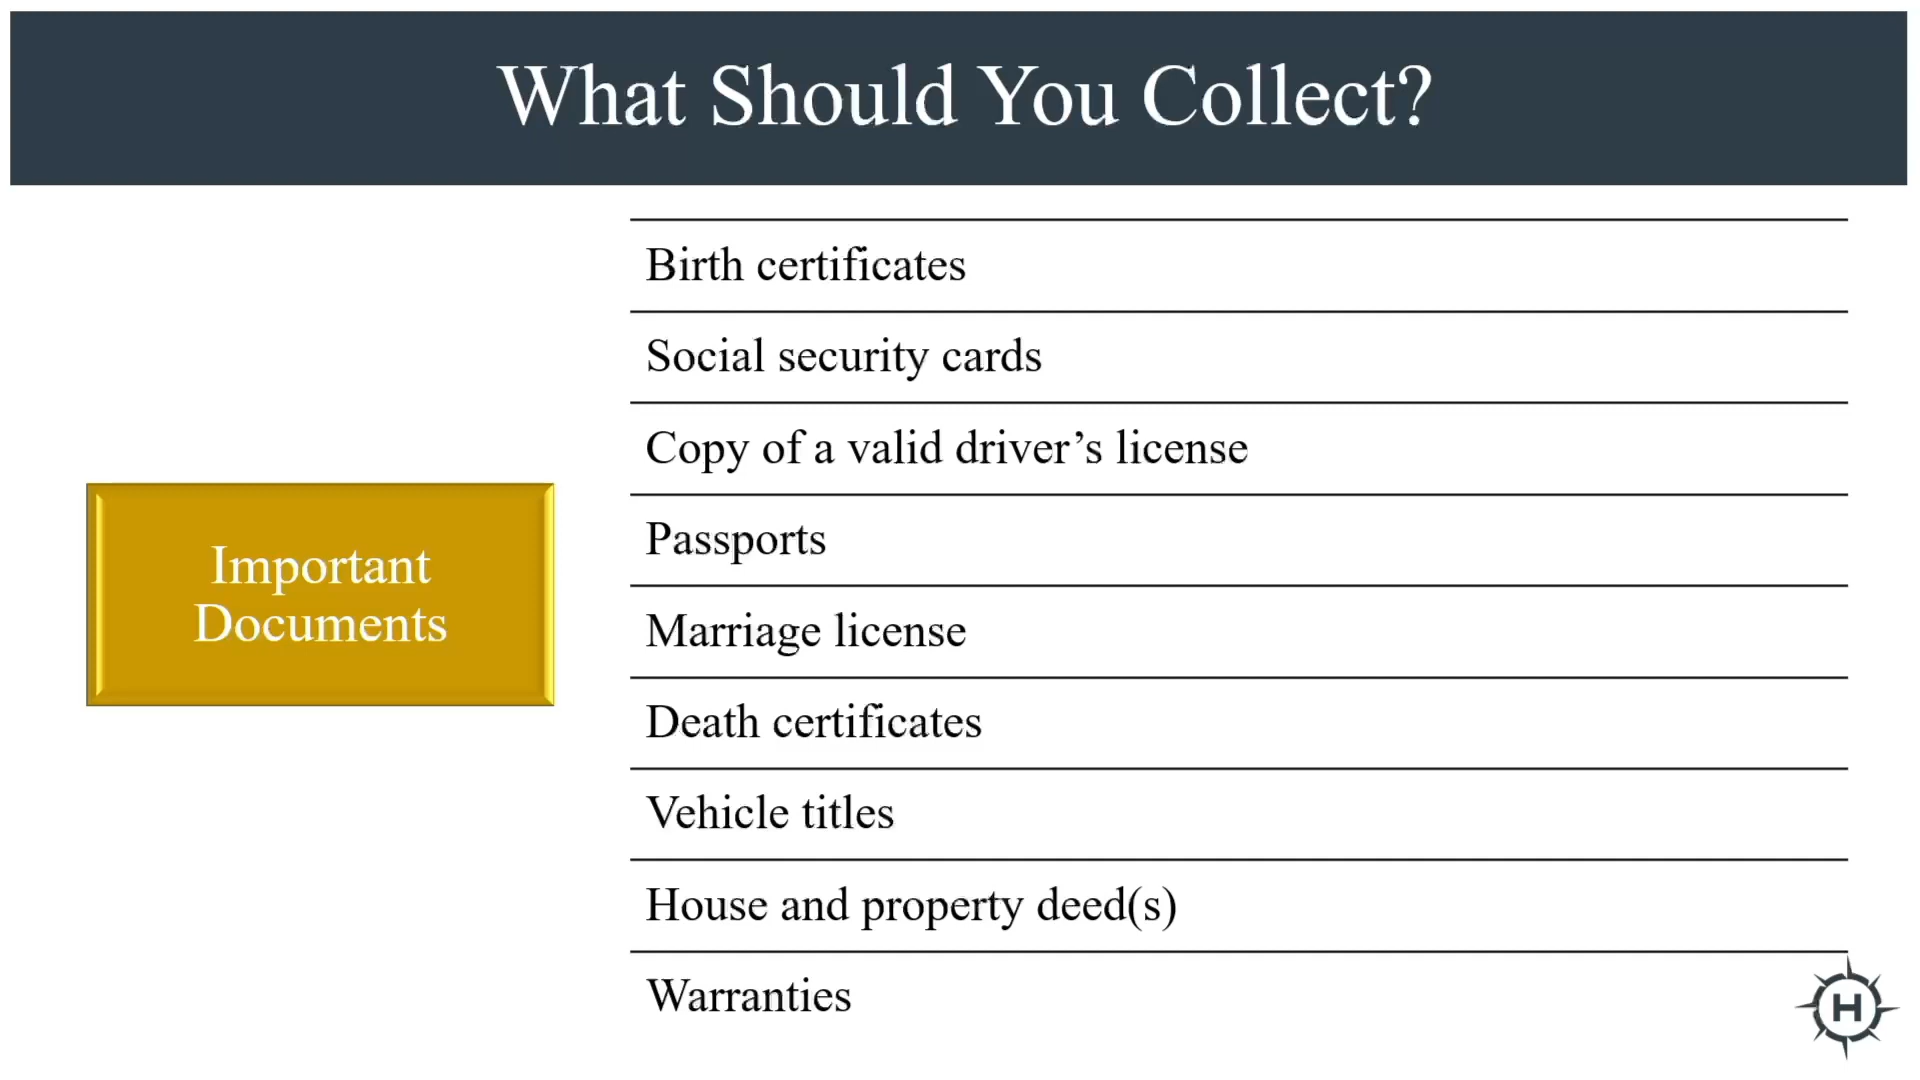 What Should You Collect?
Important
Documents
Birth certificates
Social security cards
Copy of a valid driver’s license
Passports
Marriage license
Death certificates
Vehicle titles
House and property deed(s)
Warranties
H